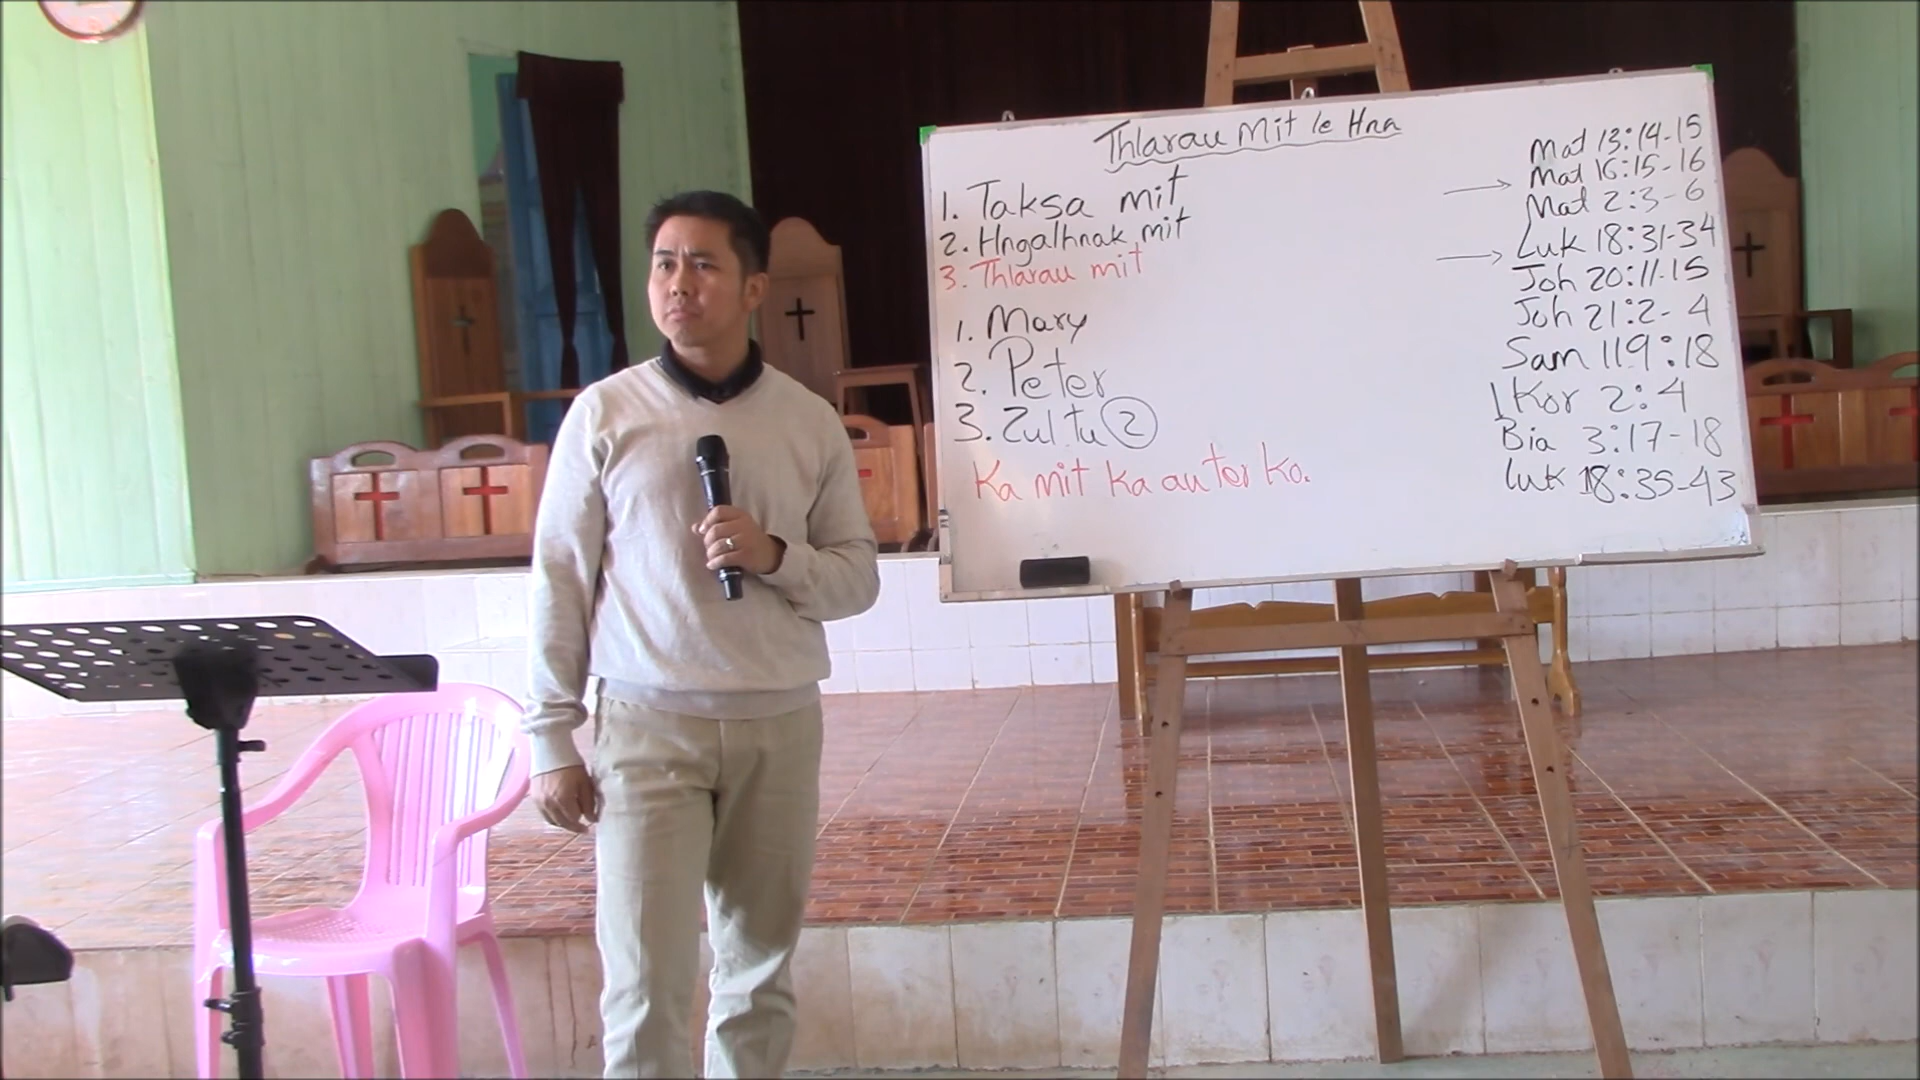 Thlarau Mit le Hna
1. Taksa mit
2. Hngalhnak mit
3. Thlarau mit
1. Mary
2. Peter
3. Zul tu 2
Ka mit ka au ter ko.
Mat 13:14-15
Mat 16:15-16
Mat 2:3-6
Luk 18:31-34
Joh 20:11-15
Joh 21:2-4
Sam 119:18
1 Kor 2:4
Bia 3:17-18
Luk 18:35-43